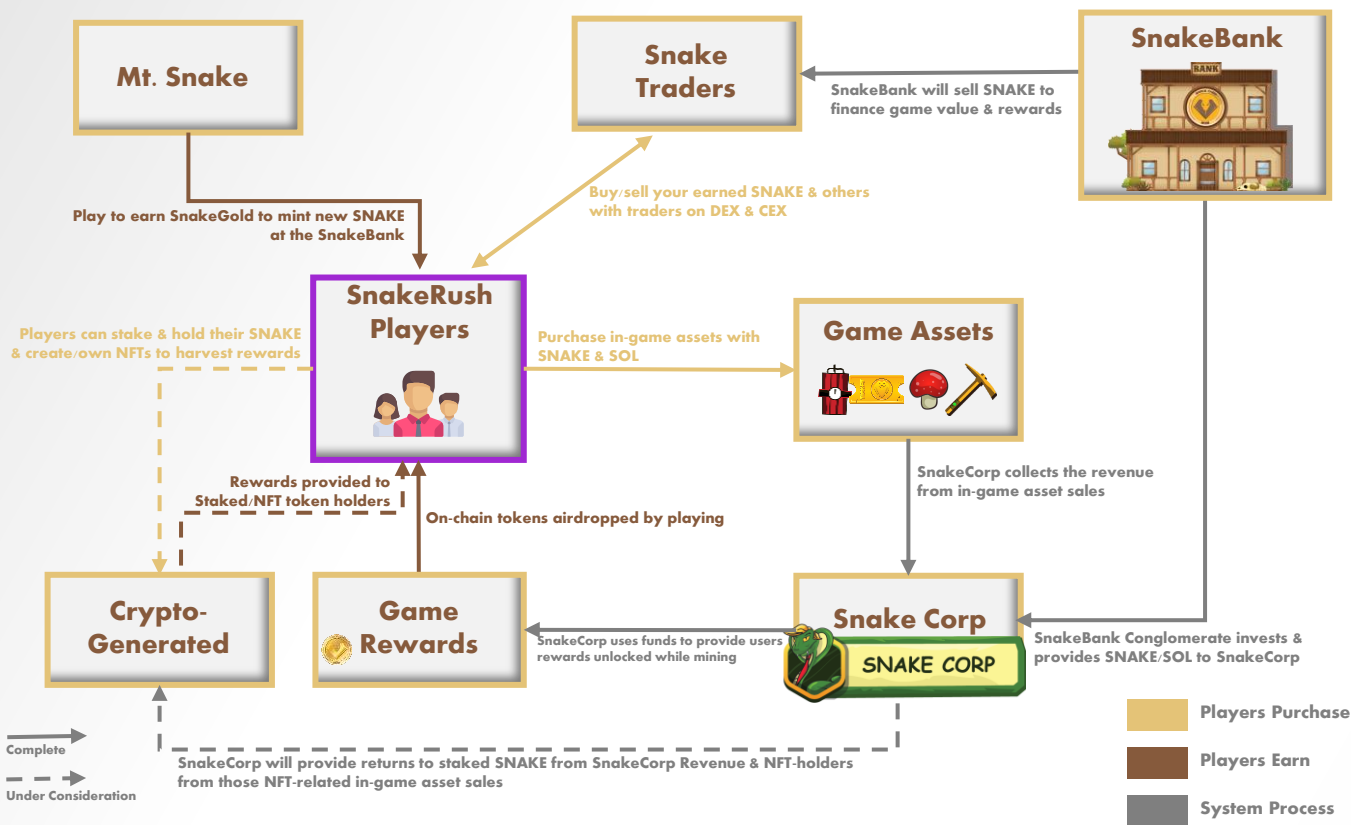 Mt. Snake
Snake
Traders
SnakeBank
BANK
SnakeBank will sell SNAKE to
finance game value & rewards
Buy/sell your earned SNAKE & others
with traders on DEX & CEX
Play to earn SnakeGold to mint new SNAKE
at the SnakeBank
SnakeRush
Players
Players can stake & hold their SNAKE
& create/own NFTs to harvest rewards
Purchase in-game assets with
SNAKE & SOL
Game Assets
Rewards provided to
Staked/NFT token holders
On-chain tokens airdropped by playing
SnakeCorp collects the revenue
from in-game asset sales
Crypto-
Generated
Game
Rewards
SnakeCorp uses funds to provide users
rewards unlocked while mining
Snake Corp
SNAKE CORP
SnakeBank Conglomerate invests &
provides SNAKE/SOL to SnakeCorp
Complete
Under Consideration
SnakeCorp will provide returns to staked SNAKE from SnakeCorp Revenue & NFT-holders
from those NFT-related in-game asset sales
Players Purchase
Players Earn
System Process